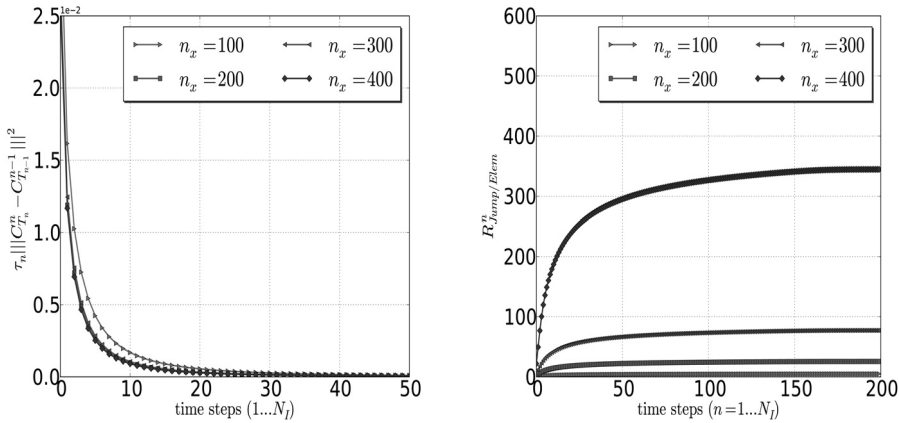 1e−2
2.5
2.0
1.5
1.0
0.5
0.0
τ_n|||C^n_{T_n} − C^{n−1}_{T_{n−1}}|||^2
n_x =100
n_x =300
n_x =200
n_x =400
0
10
20
30
40
50
time steps (1...N_I)
600
500
400
300
200
100
0
R^n_{Jump/Elem}
n_x =100
n_x =300
n_x =200
n_x =400
0
50
100
150
200
time steps (n=1...N_I)